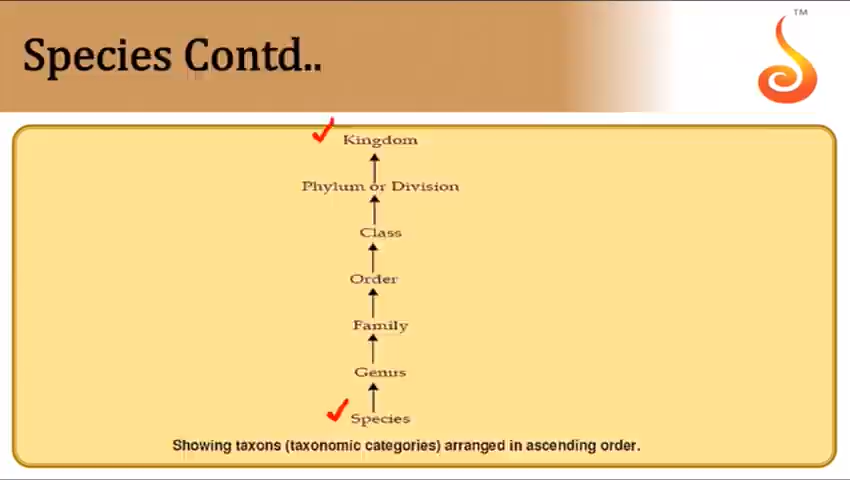 Species Contd..
TM
Kingdom
Phylum or Division
Class
Order
Family
Genus
Species
Showing taxons (taxonomic categories) arranged in ascending order.